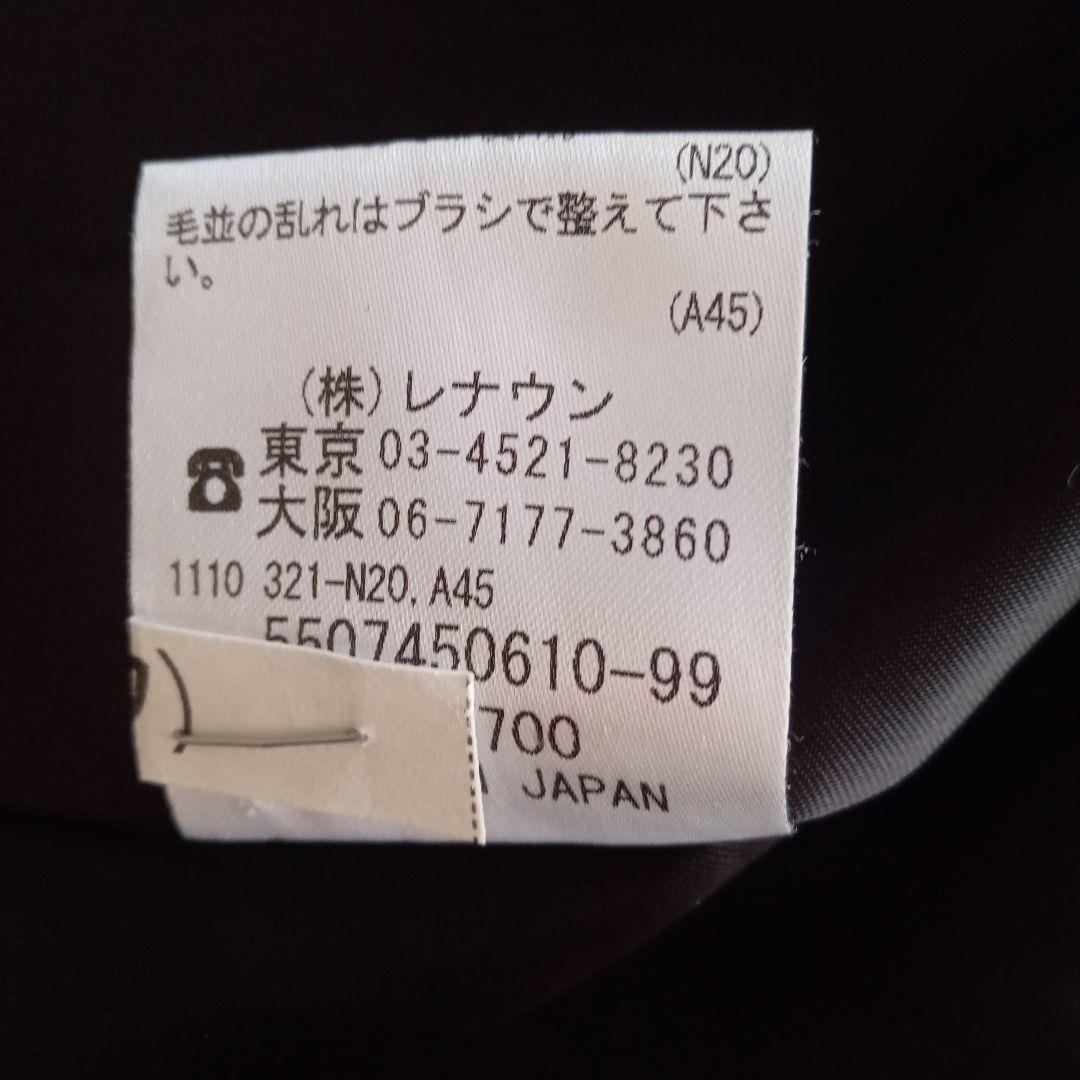 (N20)
毛並の乱れはブラシで整えて下さ
い。
(A45)
(株)レナウン
☎ 東京 03-4521-8230
大阪 06-7177-3860
1110 321-N20, A45
5507450610-99
700
JAPAN